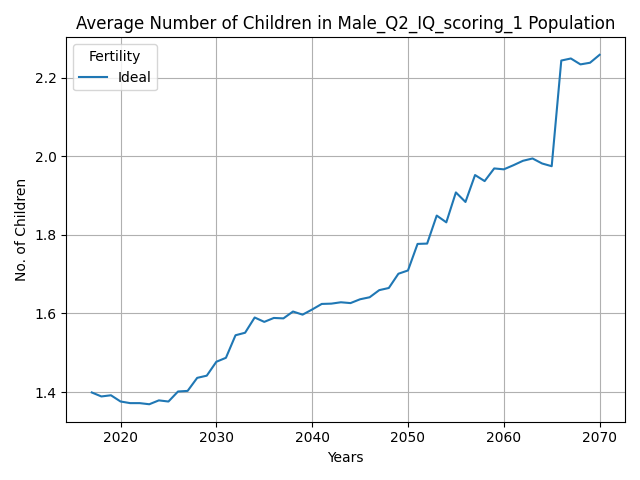 Average Number of Children in Male_Q2_IQ_scoring_1 Population
Fertility
Ideal
No. of Children
2.2
2.0
1.8
1.6
1.4
2020 2030 2040 2050 2060 2070
Years